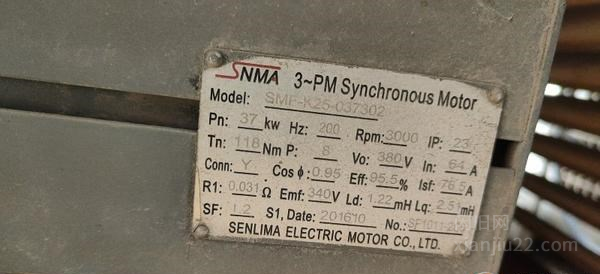 SNMA 3~PM Synchronous Motor
Model: SMP-K25-037302
Pn: 37 kw Hz: 200 Rpm: 3000 IP: 23
Tn: 118 Nm P: 8 Vo: 380 V In: 64 A
Conn: Y Cos ϕ: 0.95 Eff: 95.5% Isf: 76.5 A
R1: 0.031 Ω Emf: 340 V Ld: 1.22 mH Lq: 2.51 mH
SF: 1.2 S1, Date: 201610 No.:
SENLIMA ELECTRIC MOTOR CO., LTD.